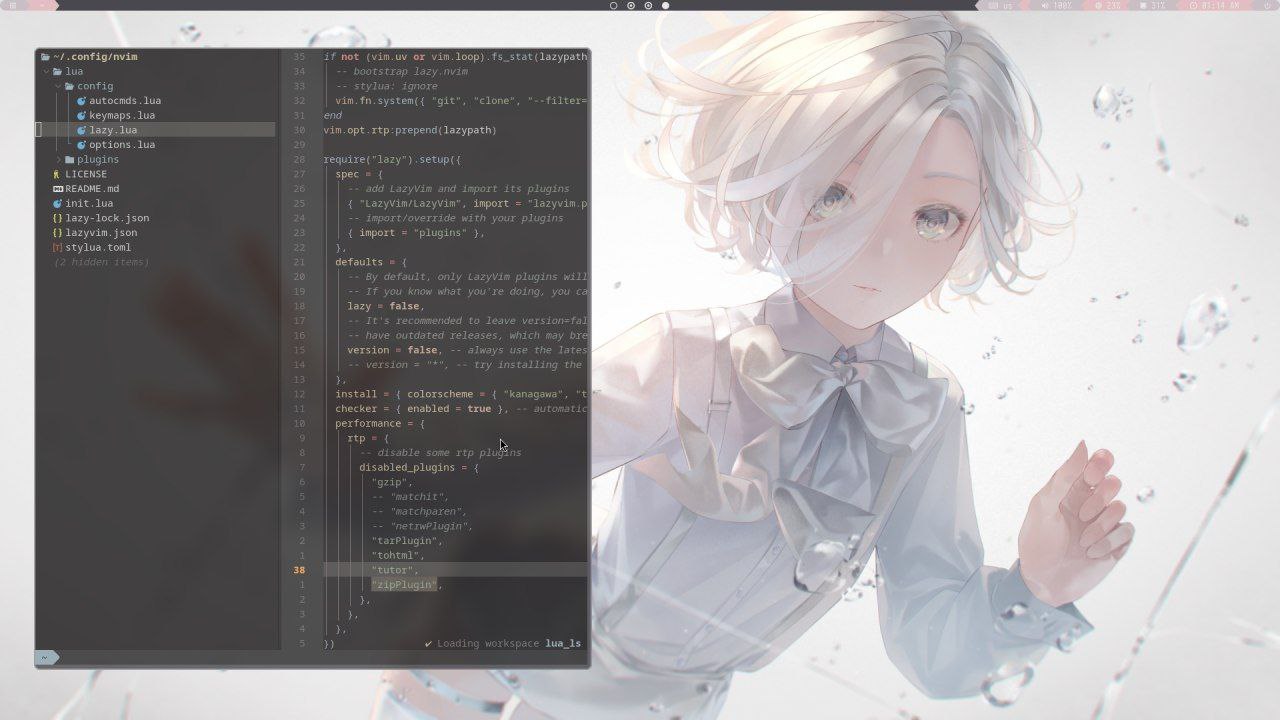 ~
us 100% 23% 31% 01:14 AM
~/.config/nvim
lua
config
autocmds.lua
keymaps.lua
lazy.lua
options.lua
plugins
LICENSE
README.md
init.lua
lazy-lock.json
lazyvim.json
stylua.toml
(2 hidden items)
35 if not (vim.uv or vim.loop).fs_stat(lazypath
34 -- bootstrap lazy.nvim
33 -- stylua: ignore
32 vim.fn.system({ "git", "clone", "--filter=
31 end
30 vim.opt.rtp:prepend(lazypath)
29
28 require("lazy").setup({
27 spec = {
26 -- add LazyVim and import its plugins
25 { "LazyVim/LazyVim", import = "lazyvim.p
24 -- import/override with your plugins
23 { import = "plugins" },
22 },
21 defaults = {
20 -- By default, only LazyVim plugins will
19 -- If you know what you're doing, you ca
18 lazy = false,
17 -- It's recommended to leave version=fal
16 -- have outdated releases, which may bre
15 version = false, -- always use the lates
14 -- version = "*", -- try installing the
13 },
12 install = { colorscheme = { "kanagawa", "t
11 checker = { enabled = true }, -- automatic
10 performance = {
9 rtp = {
8 -- disable some rtp plugins
7 disabled_plugins = {
6 "gzip",
5 -- "matchit",
4 -- "matchparen",
3 -- "netrwPlugin",
2 "tarPlugin",
1 "tohtml",
38 "tutor",
1 "zipPlugin",
2 },
3 },
4 },
5 })
✔ Loading workspace lua_ls
~